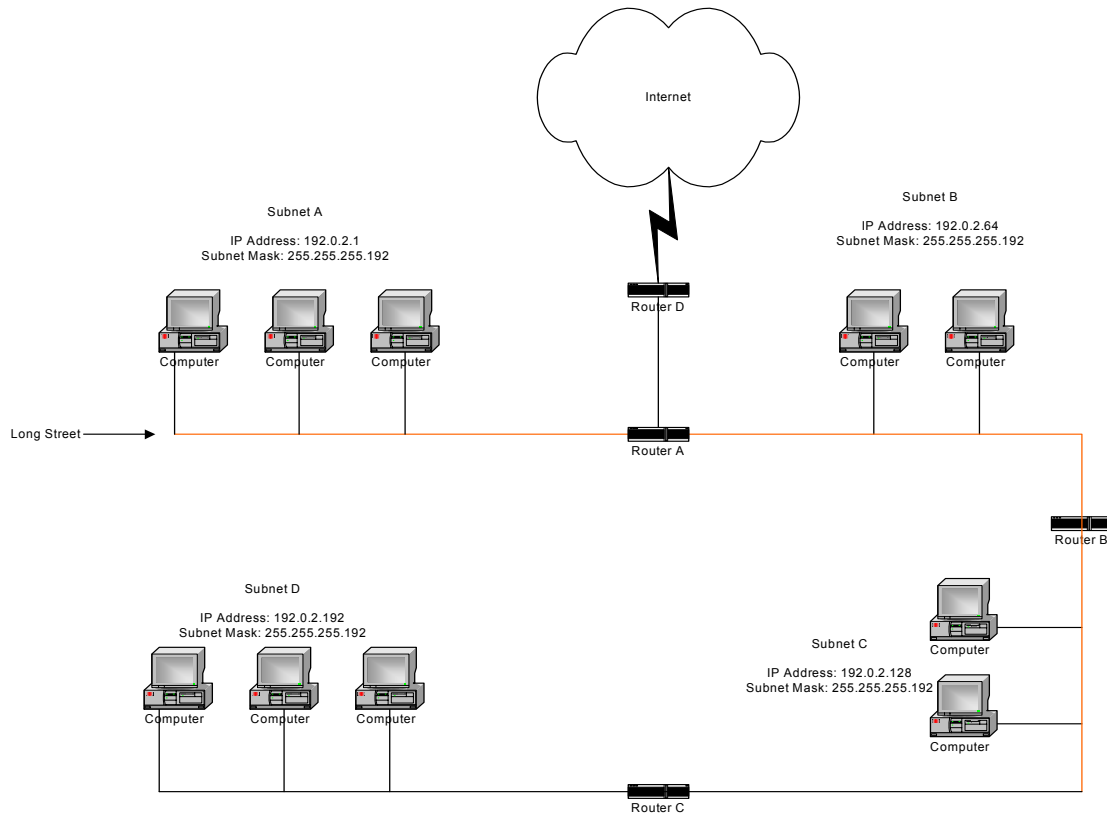 Internet
Subnet A
IP Address: 192.0.2.1
Subnet Mask: 255.255.255.192
Subnet B
IP Address: 192.0.2.64
Subnet Mask: 255.255.255.192
Router D
Computer
Computer
Computer
Computer
Computer
Long Street
Router A
Router B
Subnet D
IP Address: 192.0.2.192
Subnet Mask: 255.255.255.192
Computer
Computer
Computer
Subnet C
IP Address: 192.0.2.128
Subnet Mask: 255.255.255.192
Computer
Computer
Router C